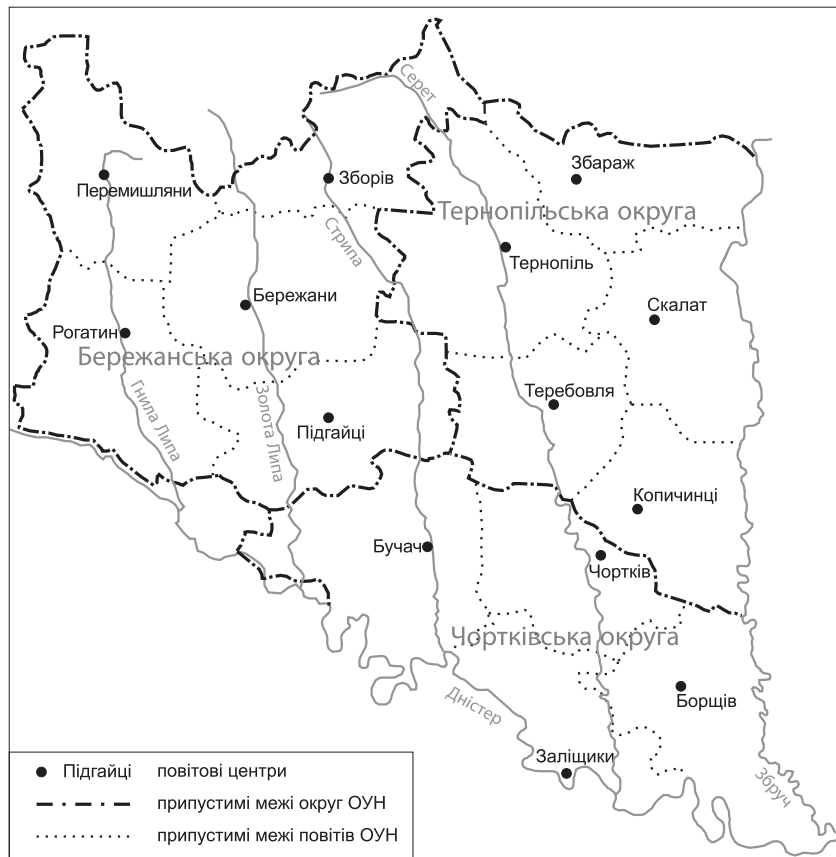 Серет
Збараж
Перемишляни
Зборів
Тернопільська округа
Стрипа
Тернопіль
Бережани
Скалат
Рогатин
Бережанська округа
Гнила Липа
Золота Липа
Теребовля
Підгайці
Копичинці
Бучач
Чортків
Чортківська округа
Дністер
Борщів
Заліщики
Збруч
Підгайці повітові центри
припустимі межі округ ОУН
припустимі межі повітів ОУН